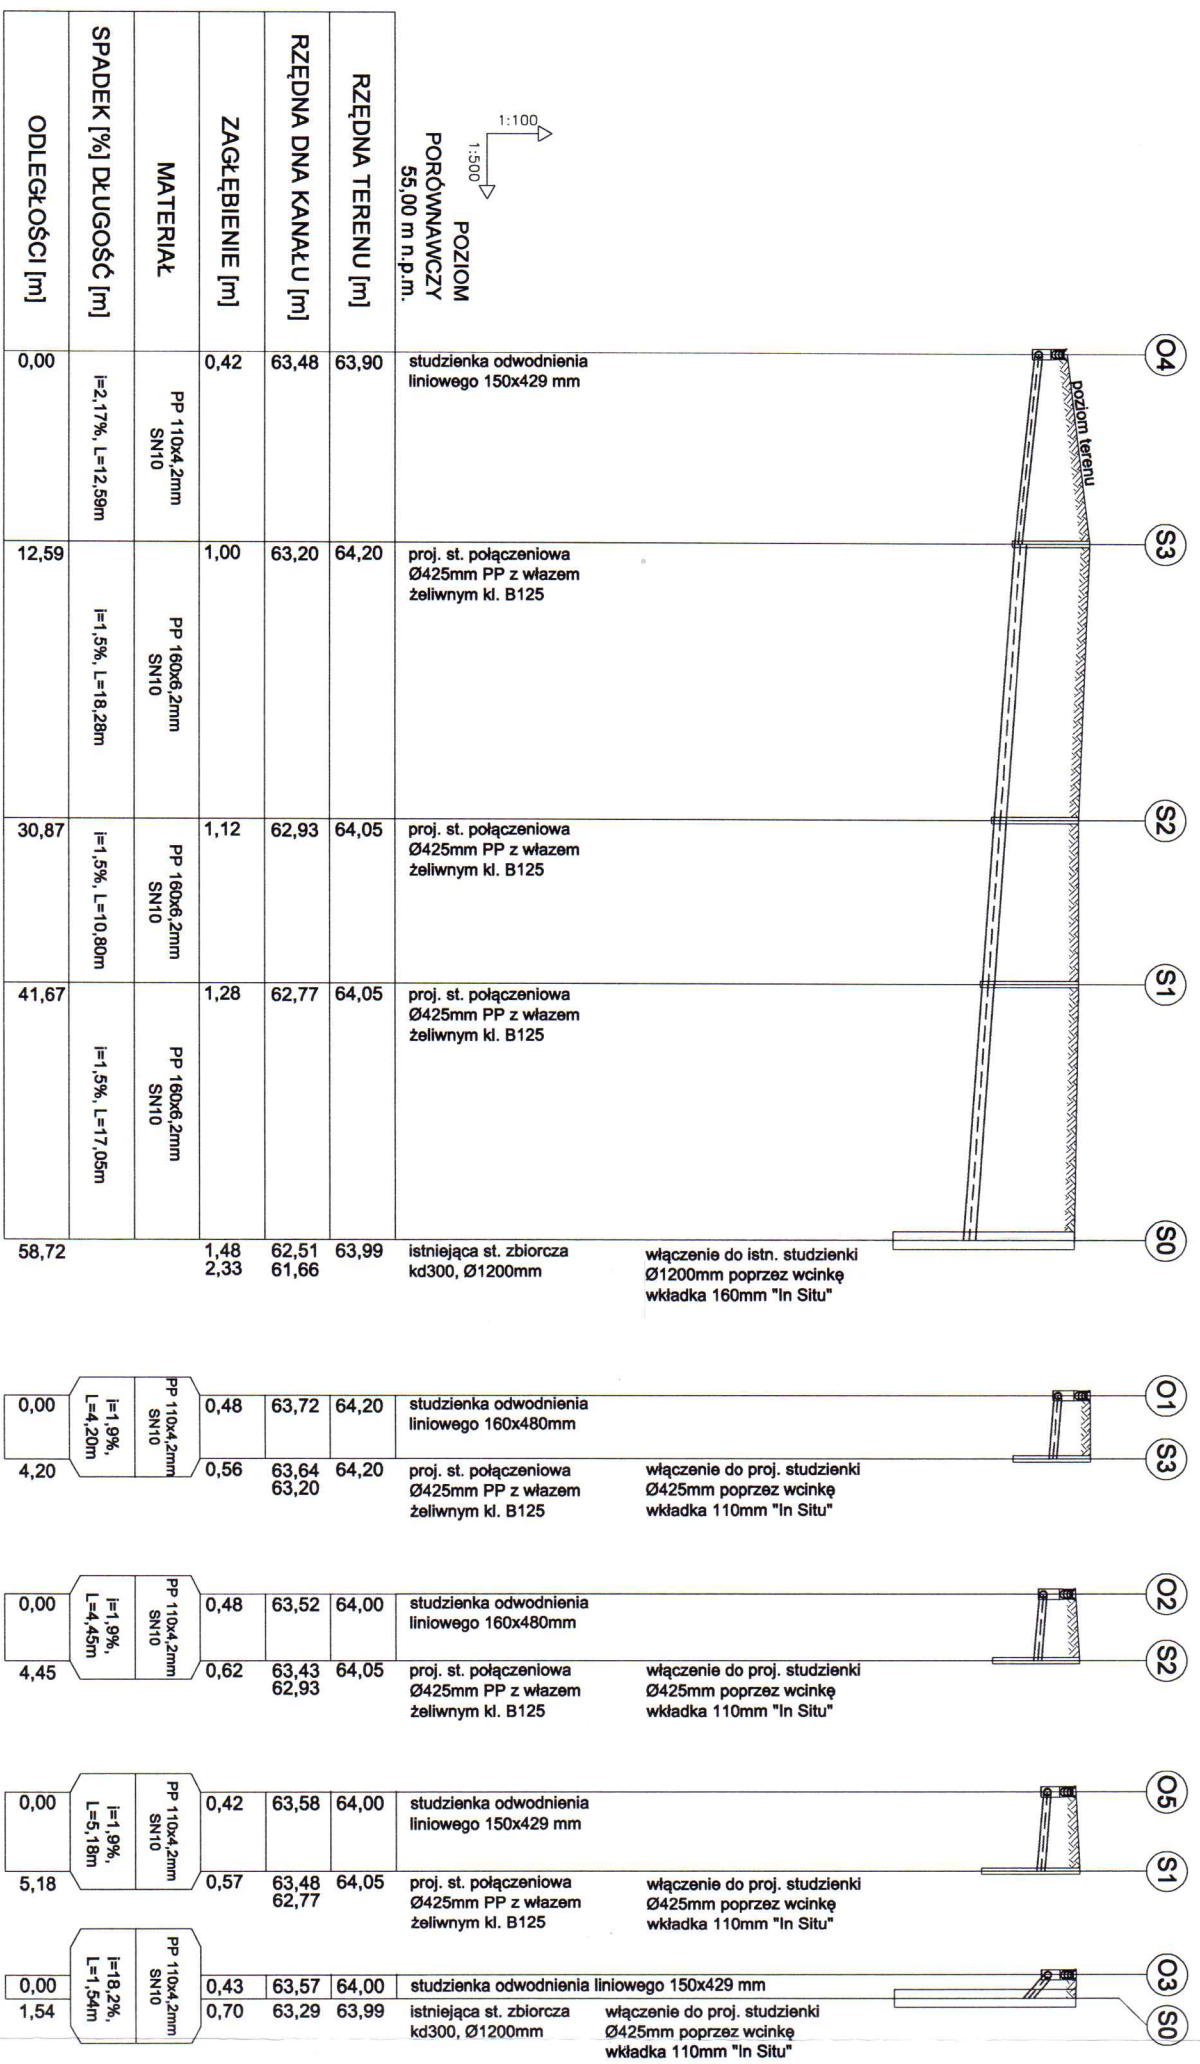 O4
S3
S2
S1
S0
O1
S3
O2
S2
O5
S1
O3
S0
poziom terenu
1:100
1:500
POZIOM
PORÓWNAWCZY
55,00 m n.p.m.
studzienka odwodnienia
liniowego 150x429 mm
proj. st. połączeniowa
Ø425mm PP z włazem
żeliwnym kl. B125
proj. st. połączeniowa
Ø425mm PP z włazem
żeliwnym kl. B125
proj. st. połączeniowa
Ø425mm PP z włazem
żeliwnym kl. B125
istniejąca st. zbiorcza
kd300, Ø1200mm
włączenie do istn. studzienki
Ø1200mm poprzez wcinkę
wkładka 160mm "In Situ"
studzienka odwodnienia
liniowego 160x480mm
proj. st. połączeniowa
Ø425mm PP z włazem
żeliwnym kl. B125
włączenie do proj. studzienki
Ø425mm poprzez wcinkę
wkładka 110mm "In Situ"
studzienka odwodnienia
liniowego 160x480mm
proj. st. połączeniowa
Ø425mm PP z włazem
żeliwnym kl. B125
włączenie do proj. studzienki
Ø425mm poprzez wcinkę
wkładka 110mm "In Situ"
studzienka odwodnienia
liniowego 150x429 mm
proj. st. połączeniowa
Ø425mm PP z włazem
żeliwnym kl. B125
włączenie do proj. studzienki
Ø425mm poprzez wcinkę
wkładka 110mm "In Situ"
studzienka odwodnienia liniowego 150x429 mm
istniejąca st. zbiorcza
kd300, Ø1200mm
włączenie do proj. studzienki
Ø425mm poprzez wcinkę
wkładka 110mm "In Situ"
RZĘDNA TERENU [m]
63,90
64,20
64,05
64,05
63,99
64,20
64,20
64,00
64,05
64,00
64,05
64,00
63,99
RZĘDNA DNA KANAŁU [m]
63,48
63,20
62,93
62,77
62,51
61,66
63,72
63,64
63,20
63,52
63,43
62,93
63,58
63,48
62,77
63,57
63,29
ZAGŁĘBIENIE [m]
0,42
1,00
1,12
1,28
1,48
2,33
0,48
0,56
0,48
0,62
0,42
0,57
0,43
0,70
MATERIAŁ
PP 110x4,2mm
SN10
PP 160x6,2mm
SN10
PP 160x6,2mm
SN10
PP 160x6,2mm
SN10
PP 110x4,2mm
SN10
PP 110x4,2mm
SN10
PP 110x4,2mm
SN10
PP 110x4,2mm
SN10
SPADEK [%] DŁUGOŚĆ [m]
i=2,17%, L=12,59m
i=1,5%, L=18,28m
i=1,5%, L=10,80m
i=1,5%, L=17,05m
i=1,9%,
L=4,20m
i=1,9%,
L=4,45m
i=1,9%,
L=5,18m
i=18,2%,
L=1,54m
ODLEGŁOŚCI [m]
0,00
12,59
30,87
41,67
58,72
0,00
4,20
0,00
4,45
0,00
5,18
0,00
1,54